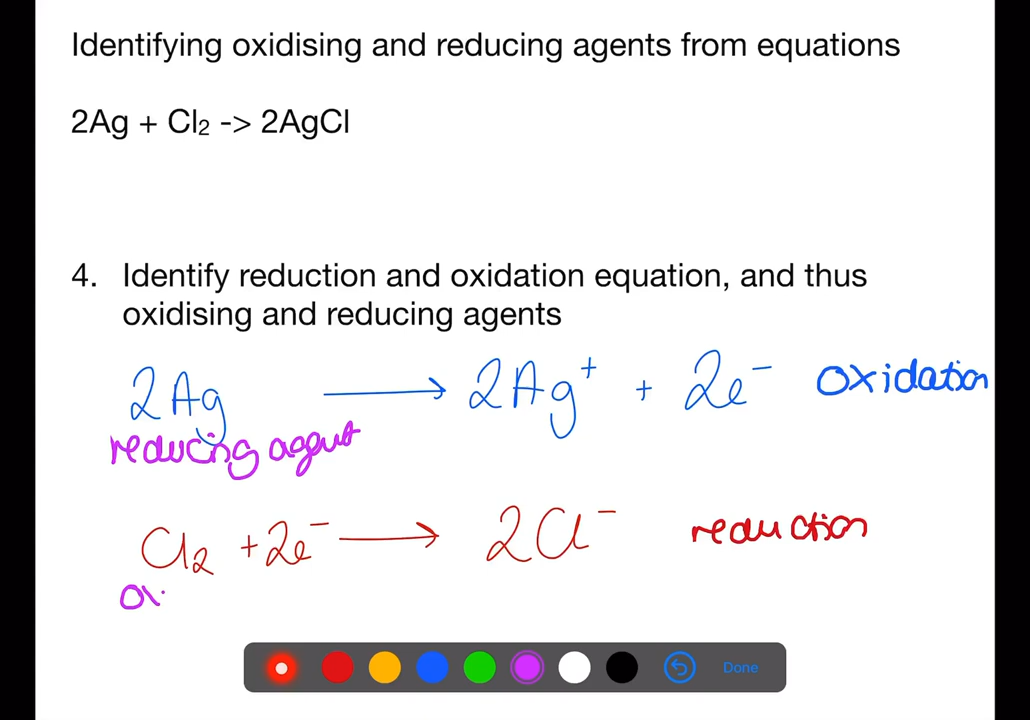 Identifying oxidising and reducing agents from equations
2Ag + Cl2 -> 2AgCl
4. Identify reduction and oxidation equation, and thus
oxidising and reducing agents
2Ag ⟶ 2Ag⁺ + 2e⁻ oxidation
reducing agent
Cl₂ +2e⁻ ⟶ 2Cl⁻ reduction
ox
Done